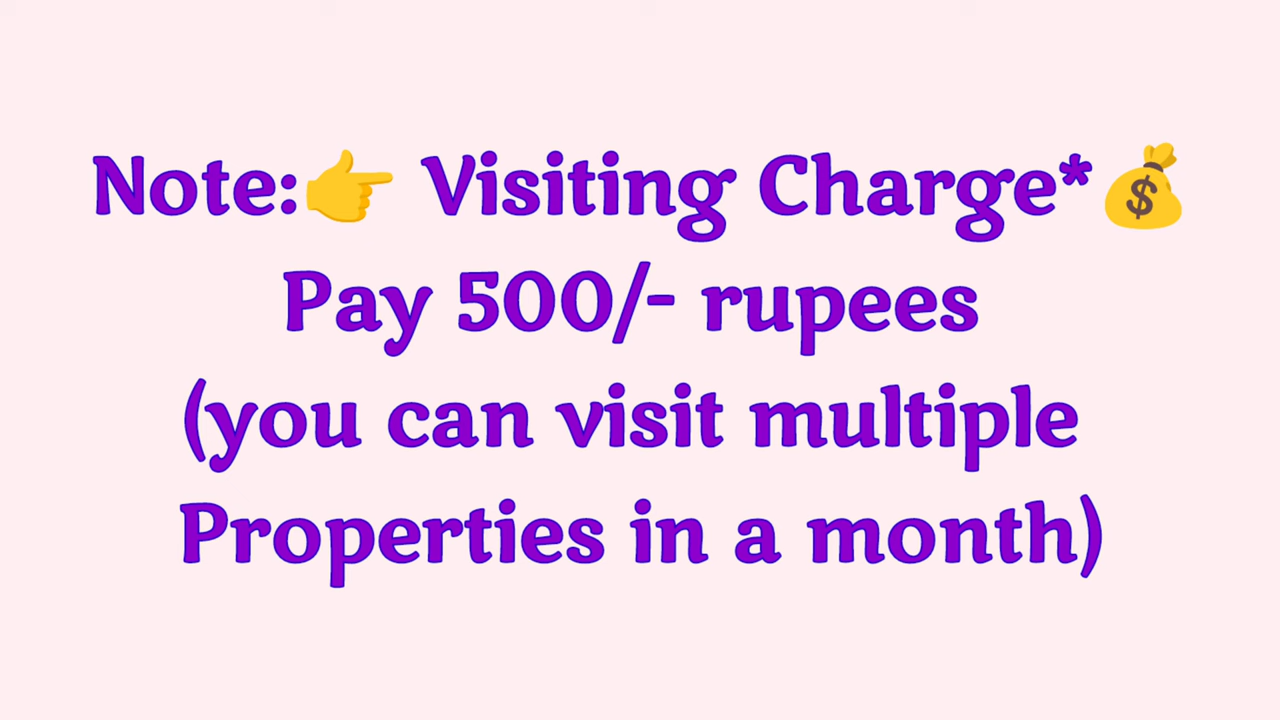 Note:👉 Visiting Charge*💰
Pay 500/- rupees
(you can visit multiple
Properties in a month)